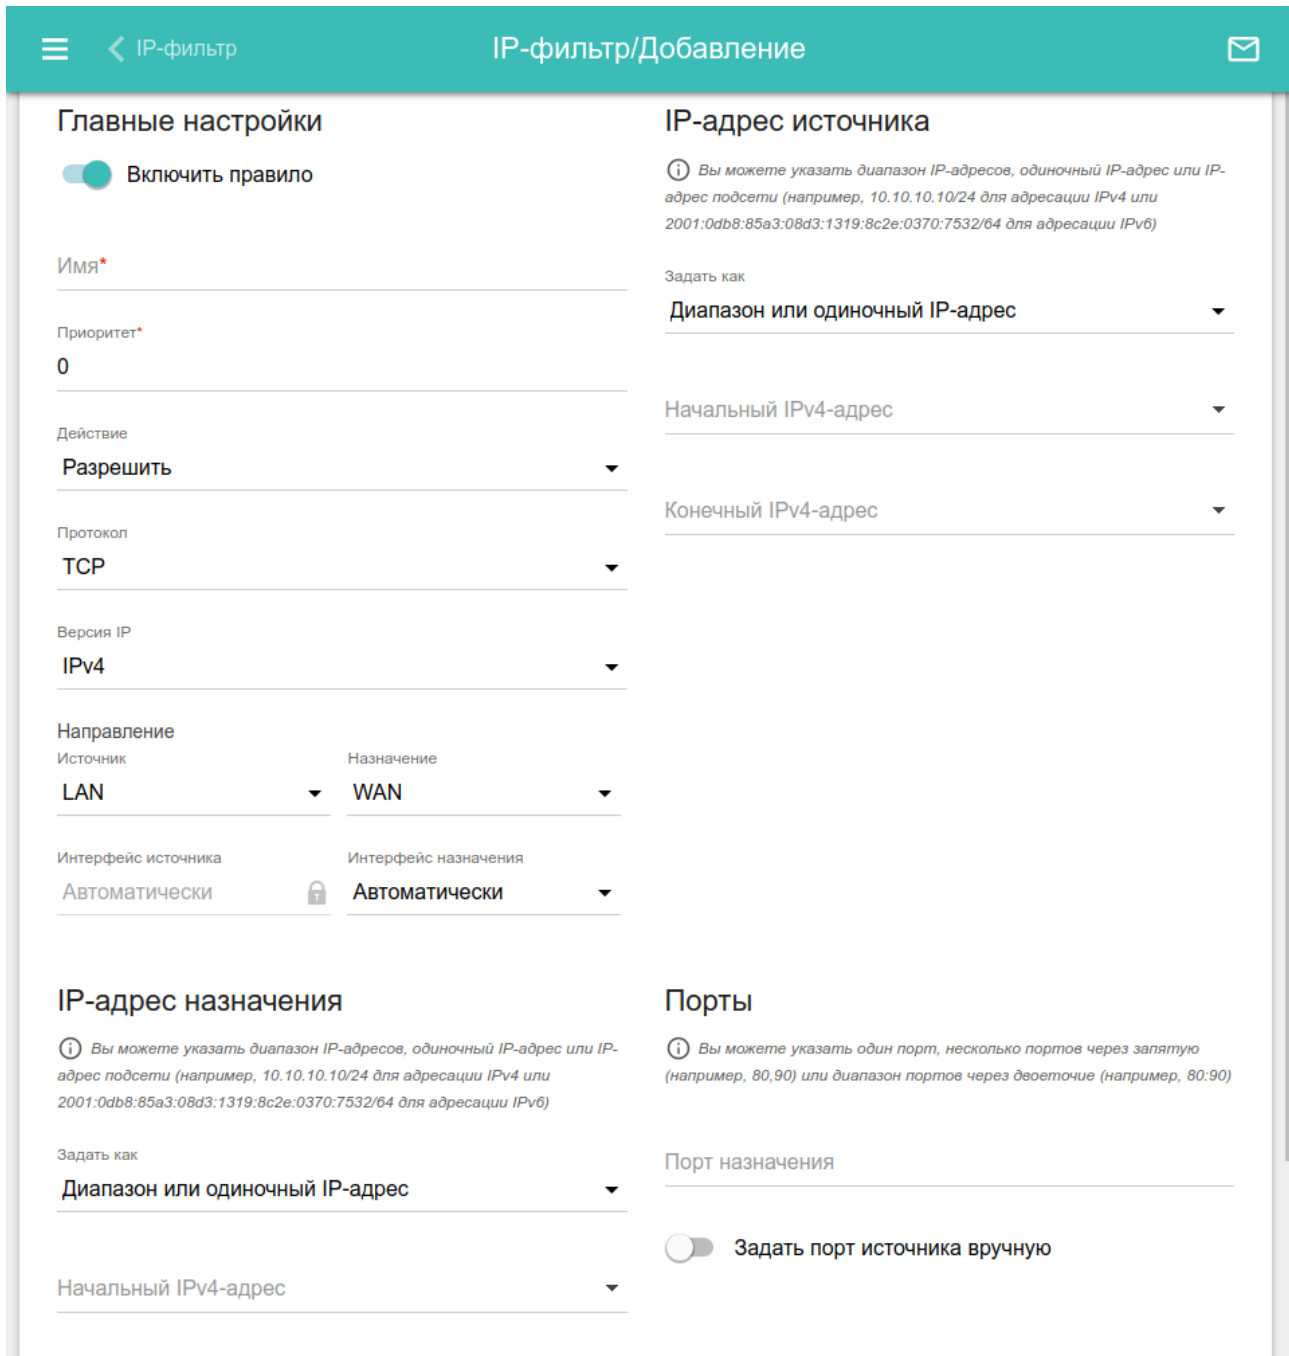 IP-фильтр
IP-фильтр/Добавление
Главные настройки
Включить правило
Имя*
Приоритет*
0
Действие
Разрешить
Протокол
TCP
Версия IP
IPv4
Направление
Источник
LAN
Назначение
WAN
Интерфейс источника
Автоматически
Интерфейс назначения
Автоматически
IP-адрес источника
Вы можете указать диапазон IP-адресов, одиночный IP-адрес или IP-
адрес подсети (например, 10.10.10.10/24 для адресации IPv4 или
2001:0db8:85a3:08d3:1319:8c2e:0370:7532/64 для адресации IPv6)
Задать как
Диапазон или одиночный IP-адрес
Начальный IPv4-адрес
Конечный IPv4-адрес
IP-адрес назначения
Вы можете указать диапазон IP-адресов, одиночный IP-адрес или IP-
адрес подсети (например, 10.10.10.10/24 для адресации IPv4 или
2001:0db8:85a3:08d3:1319:8c2e:0370:7532/64 для адресации IPv6)
Задать как
Диапазон или одиночный IP-адрес
Начальный IPv4-адрес
Порты
Вы можете указать один порт, несколько портов через запятую
(например, 80,90) или диапазон портов через двоеточие (например, 80:90)
Порт назначения
Задать порт источника вручную